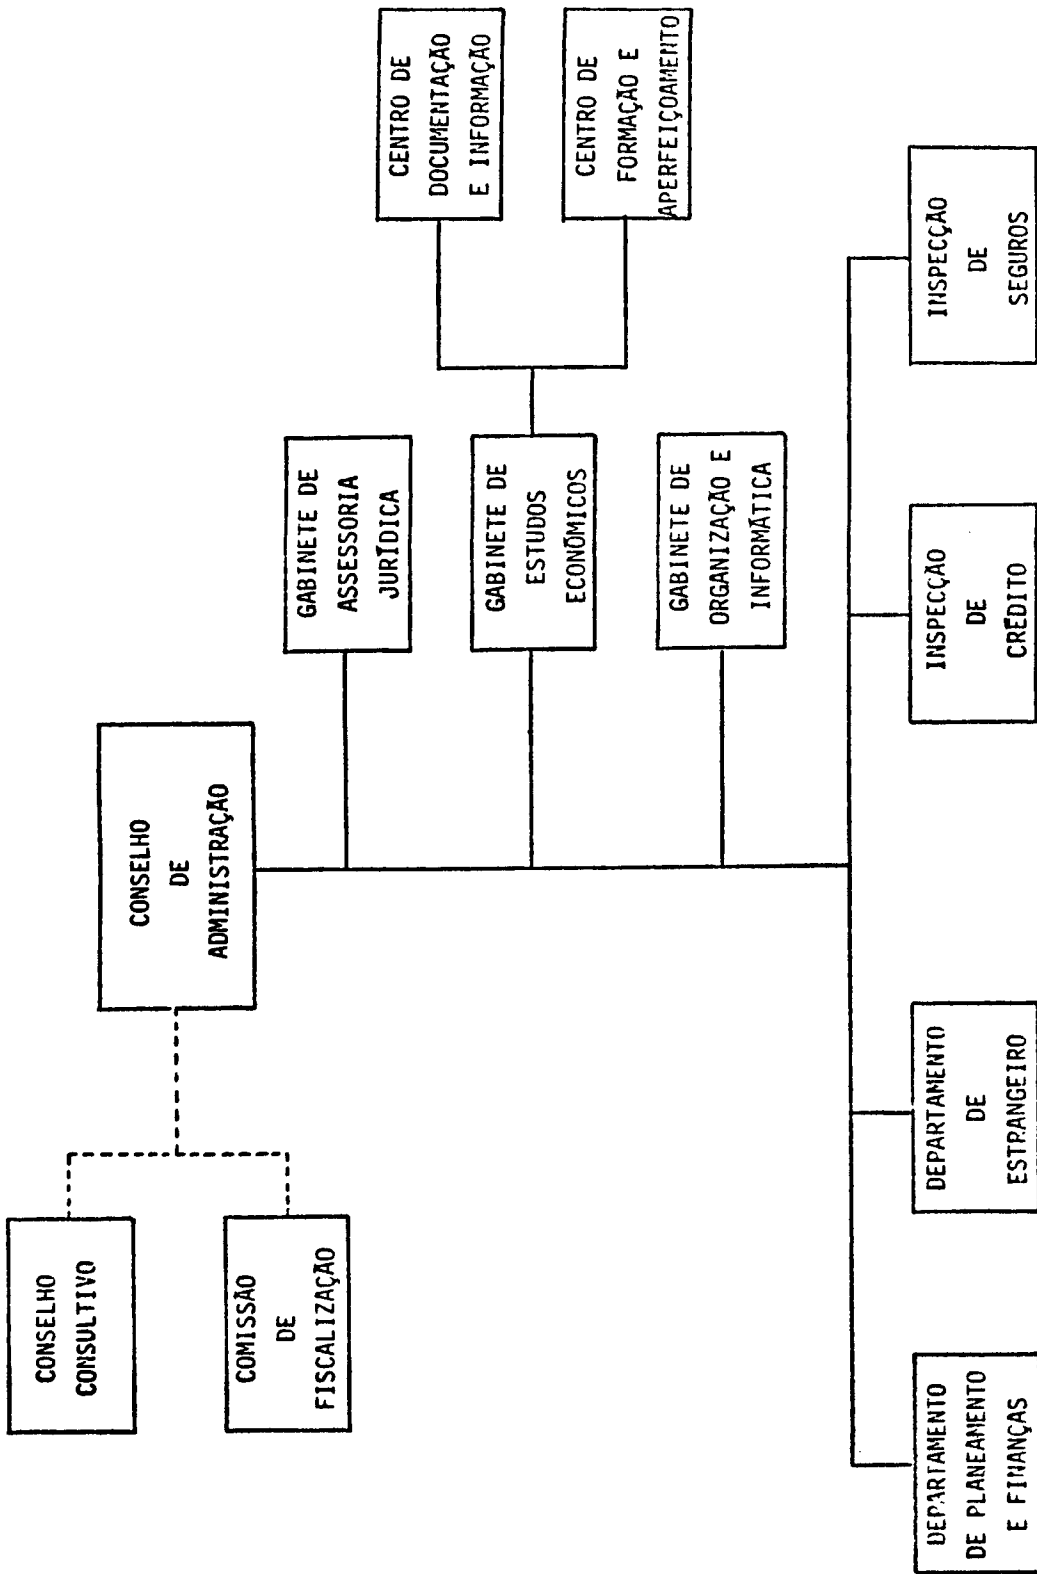 CONSELHO
CONSULTIVO
COMISSÃO
DE
FISCALIZAÇÃO
CONSELHO
DE
ADMINISTRAÇÃO
GABINETE DE
ASSESSORIA
JURÍDICA
GABINETE DE
ESTUDOS
ECONÓMICOS
GABINETE DE
ORGANIZAÇÃO E
INFORMÁTICA
CENTRO DE
DOCUMENTAÇÃO
E INFORMAÇÃO
CENTRO DE
FORMAÇÃO E
APERFEIÇOAMENTO
DEPARTAMENTO
DE PLANEAMENTO
E FINANÇAS
DEPARTAMENTO
DE
ESTRANGEIRO
INSPECÇÃO
DE
CRÉDITO
INSPECÇÃO
DE
SEGUROS